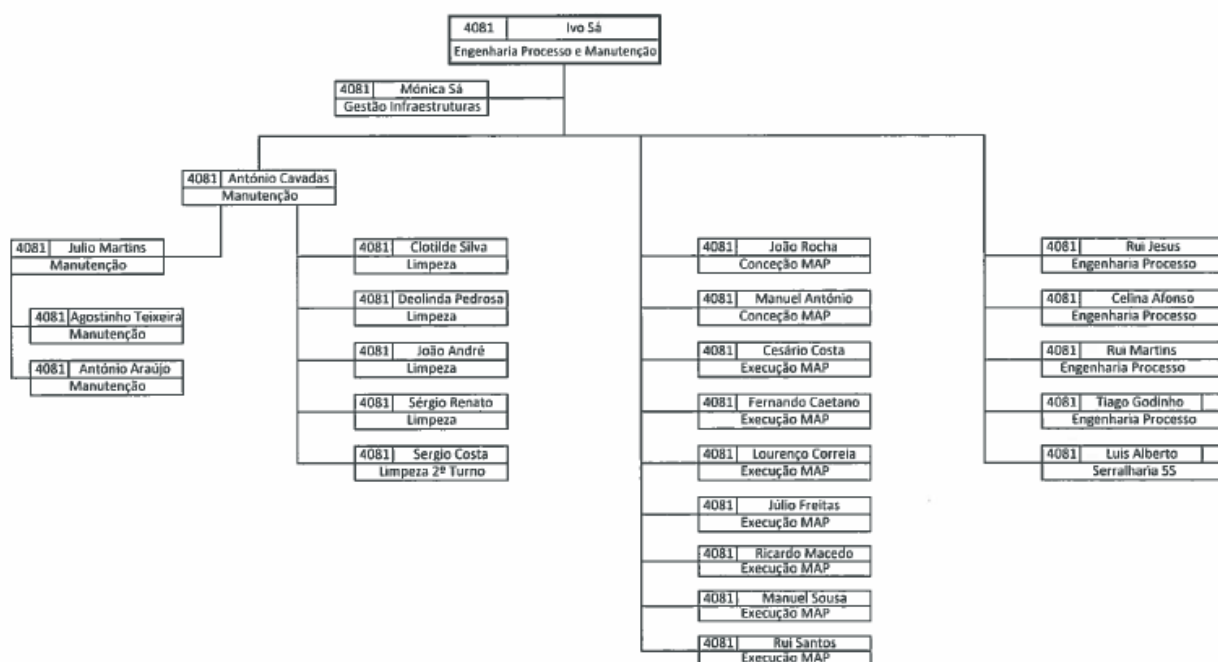 4081 Ivo Sá
Engenharia Processo e Manutenção
4081 Mónica Sá
Gestão Infraestruturas
4081 António Cavadas
Manutenção
4081 Julio Martins
Manutenção
4081 Agostinho Teixeira
Manutenção
4081 António Araújo
Manutenção
4081 Clotilde Silva
Limpeza
4081 Deolinda Pedrosa
Limpeza
4081 João André
Limpeza
4081 Sérgio Renato
Limpeza
4081 Sergio Costa
Limpeza 2º Turno
4081 João Rocha
Conceção MAP
4081 Manuel António
Conceção MAP
4081 Cesário Costa
Execução MAP
4081 Fernando Caetano
Execução MAP
4081 Lourenço Correia
Execução MAP
4081 Júlio Freitas
Execução MAP
4081 Ricardo Macedo
Execução MAP
4081 Manuel Sousa
Execução MAP
4081 Rui Santos
Execução MAP
4081 Rui Jesus
Engenharia Processo
4081 Celina Afonso
Engenharia Processo
4081 Rui Martins
Engenharia Processo
4081 Tiago Godinho
Engenharia Processo
4081 Luis Alberto
Serralharia 5S